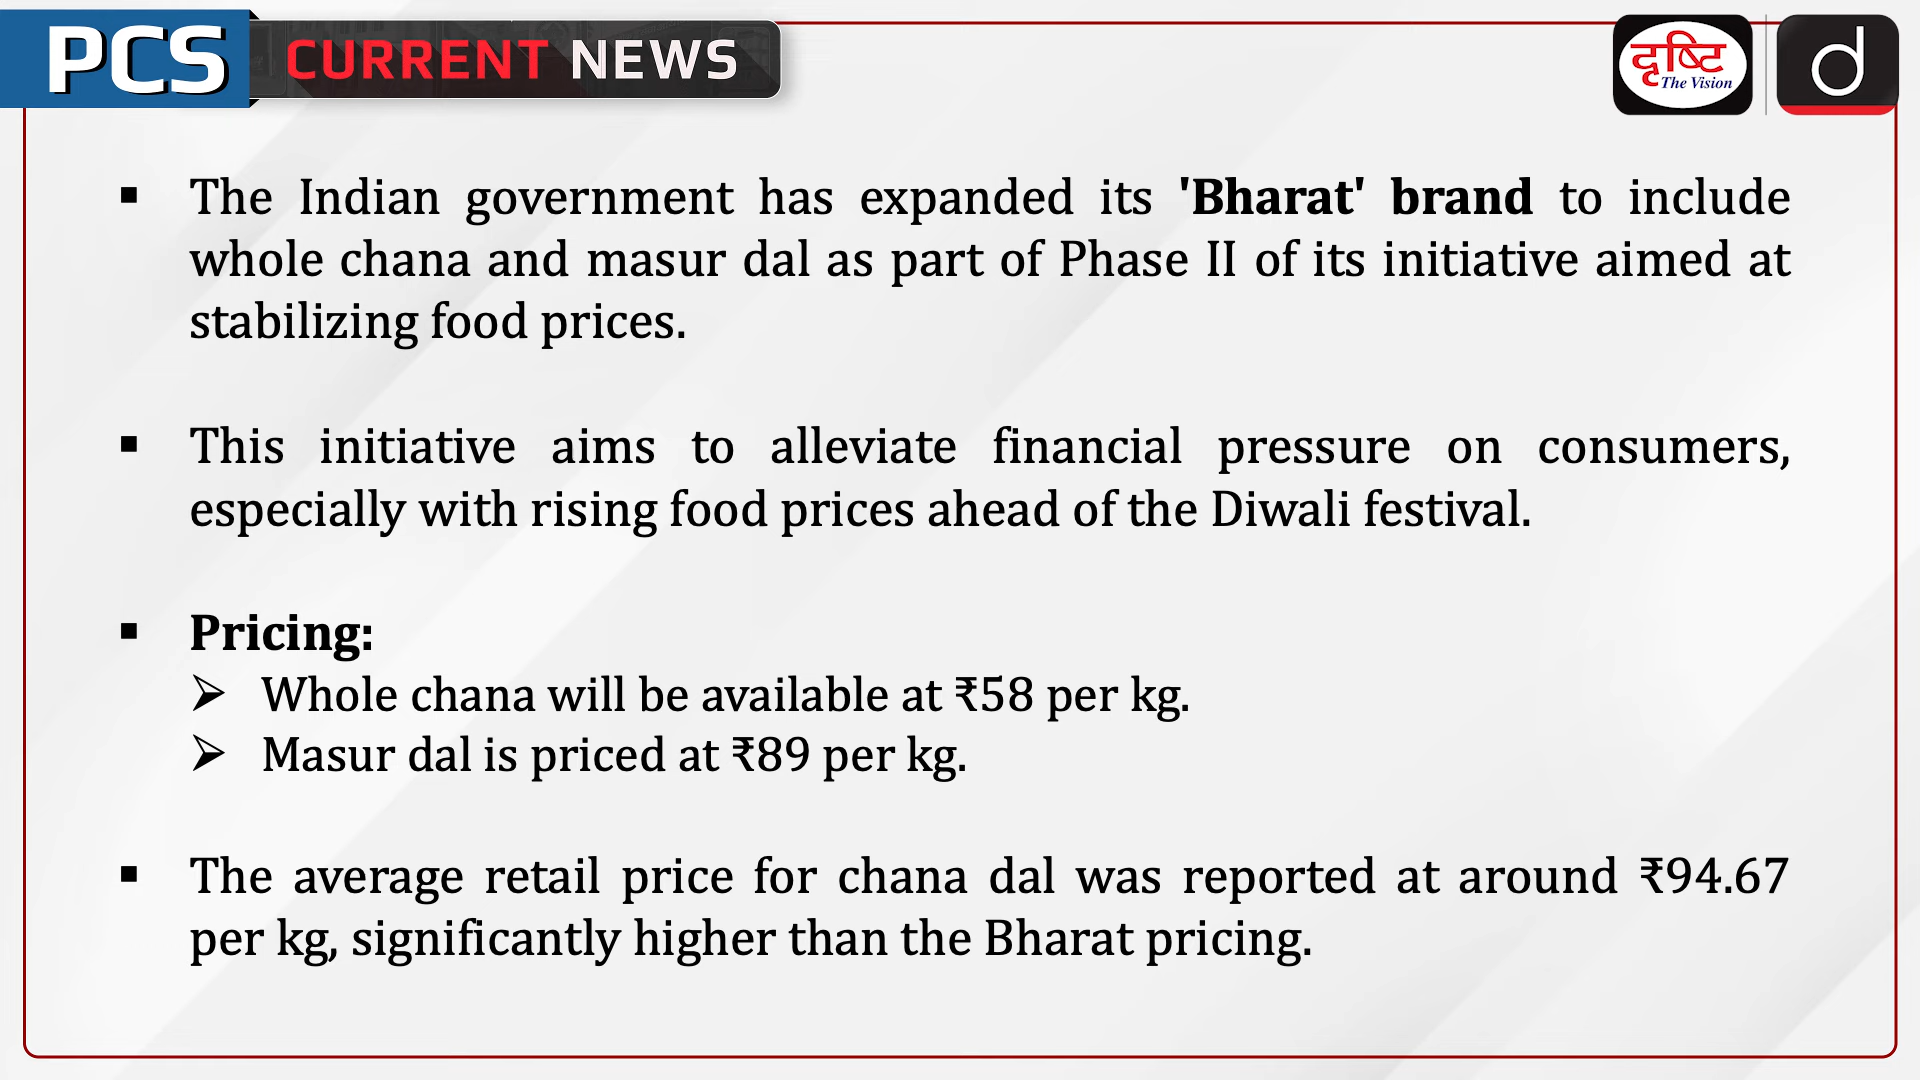 PCS CURRENT NEWS
दृष्टि
The Vision
d
▪ The Indian government has expanded its 'Bharat' brand to include
whole chana and masur dal as part of Phase II of its initiative aimed at
stabilizing food prices.
▪ This initiative aims to alleviate financial pressure on consumers,
especially with rising food prices ahead of the Diwali festival.
▪ Pricing:
➢ Whole chana will be available at ₹58 per kg.
➢ Masur dal is priced at ₹89 per kg.
▪ The average retail price for chana dal was reported at around ₹94.67
per kg, significantly higher than the Bharat pricing.